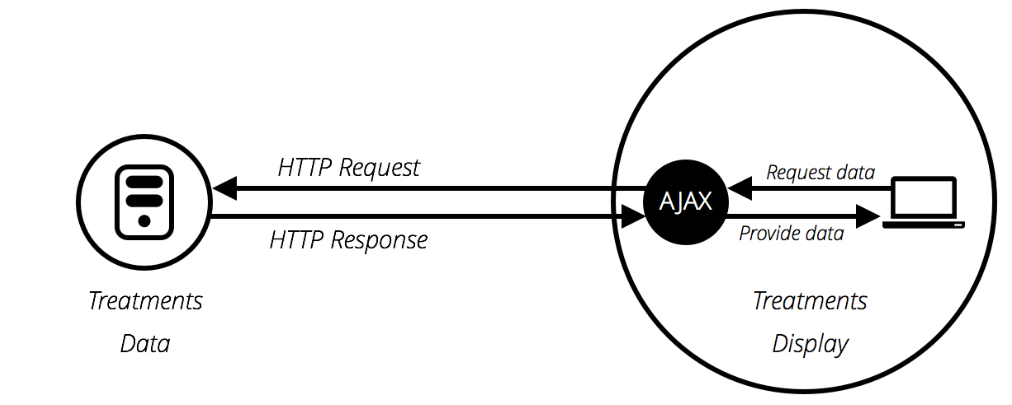 HTTP Request
HTTP Response
Treatments
Data
AJAX
Request data
Provide data
Treatments
Display